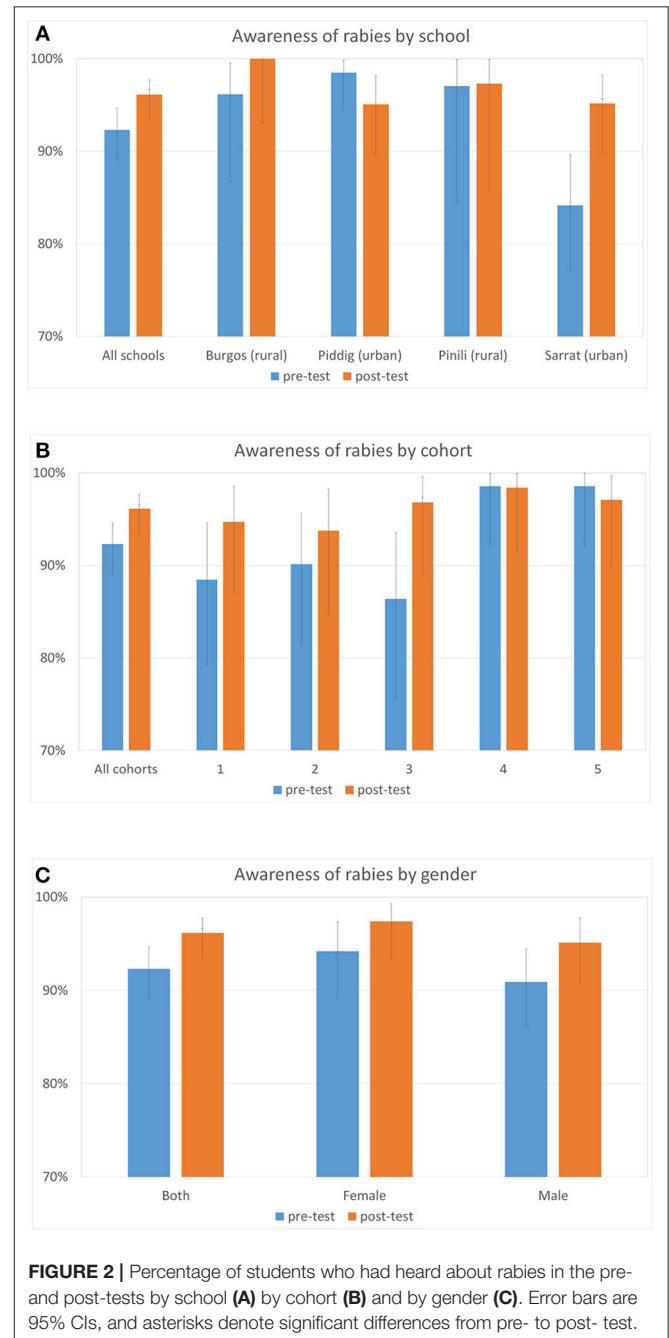 A
Awareness of rabies by school
100%
90%
80%
70%
All schools Burgos (rural) Piddig (urban) Pinili (rural) Sarrat (urban)
pre-test post-test
B
Awareness of rabies by cohort
100%
90%
80%
70%
All cohorts 1 2 3 4 5
pre-test post-test
C
Awareness of rabies by gender
100%
90%
80%
70%
Both Female Male
pre-test post-test
FIGURE 2 | Percentage of students who had heard about rabies in the pre-
and post-tests by school (A) by cohort (B) and by gender (C). Error bars are
95% CIs, and asterisks denote significant differences from pre- to post- test.